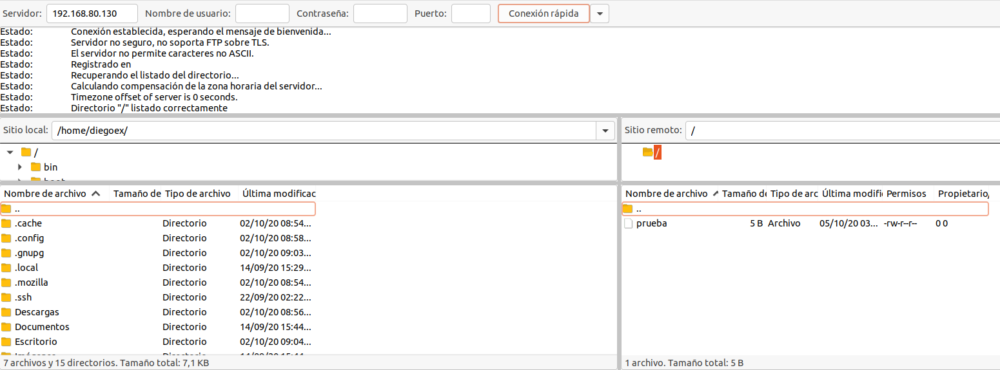 Servidor: 192.168.80.130 Nombre de usuario: Contraseña: Puerto: Conexión rápida
Estado: Conexión establecida, esperando el mensaje de bienvenida...
Estado: Servidor no seguro, no soporta FTP sobre TLS.
Estado: El servidor no permite caracteres no ASCII.
Estado: Registrado en
Estado: Recuperando el listado del directorio...
Estado: Calculando compensación de la zona horaria del servidor...
Estado: Timezone offset of server is 0 seconds.
Estado: Directorio "/" listado correctamente
Sitio local: /home/diegoex/
/
bin
Nombre de archivo Tamaño de Tipo de archivo Última modificac
..
.cache Directorio 02/10/20 08:54...
.config Directorio 02/10/20 08:58...
.gnupg Directorio 02/10/20 09:03...
.local Directorio 14/09/20 15:29...
.mozilla Directorio 02/10/20 08:54...
.ssh Directorio 22/09/20 02:22...
Descargas Directorio 02/10/20 08:56...
Documentos Directorio 14/09/20 15:44...
Escritorio Directorio 02/10/20 09:04...
7 archivos y 15 directorios. Tamaño total: 7,1 KB
Sitio remoto: /
/
Nombre de archivo Tamaño de Tipo de arc Última modifi Permisos Propietario/
..
prueba 5 B Archivo 05/10/20 03... -rw-r--r-- 0 0
1 archivo. Tamaño total: 5 B